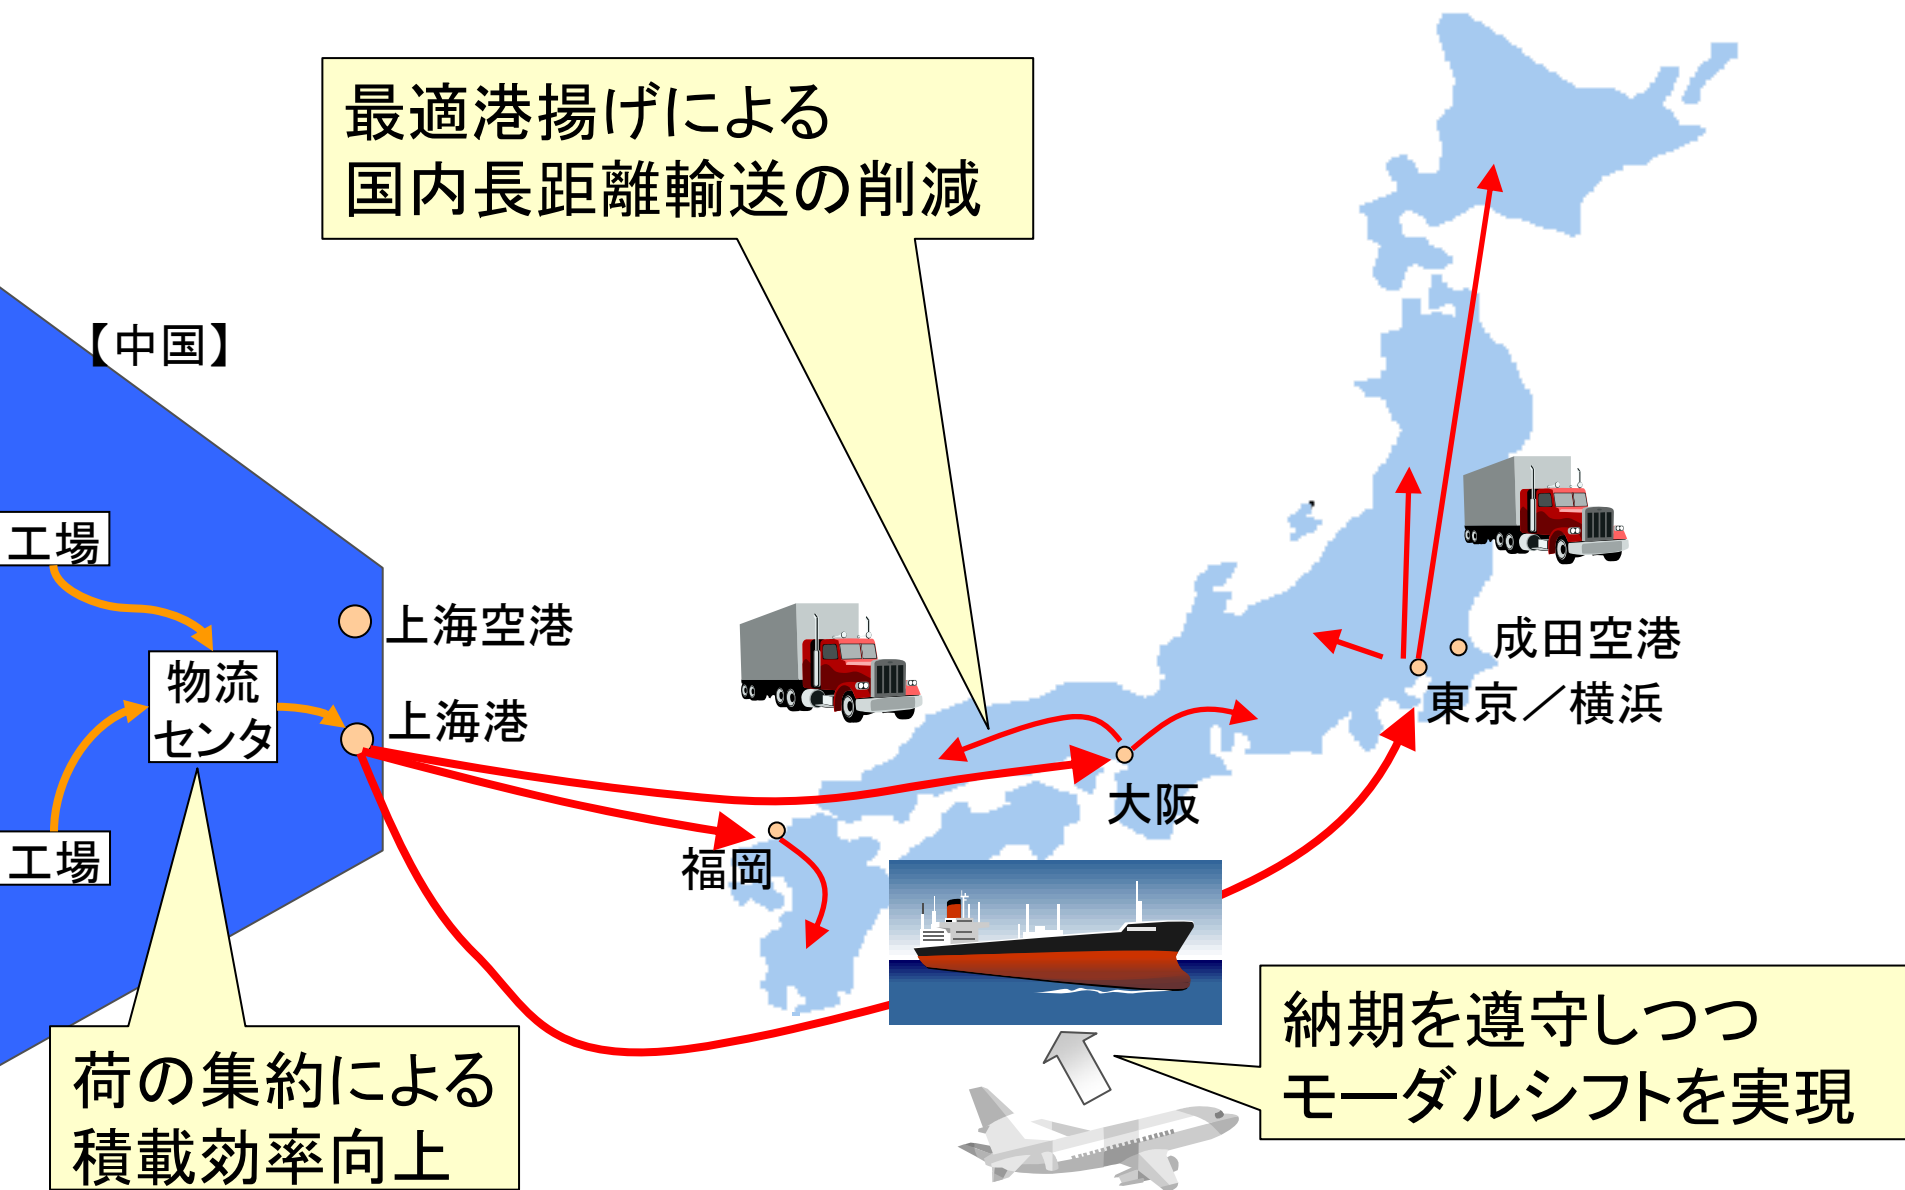 最適港揚げによる
国内長距離輸送の削減
【中国】
工場
上海空港
成田空港
物流
センタ
上海港
東京／横浜
大阪
工場
福岡
納期を遵守しつつ
モーダルシフトを実現
荷の集約による
積載効率向上